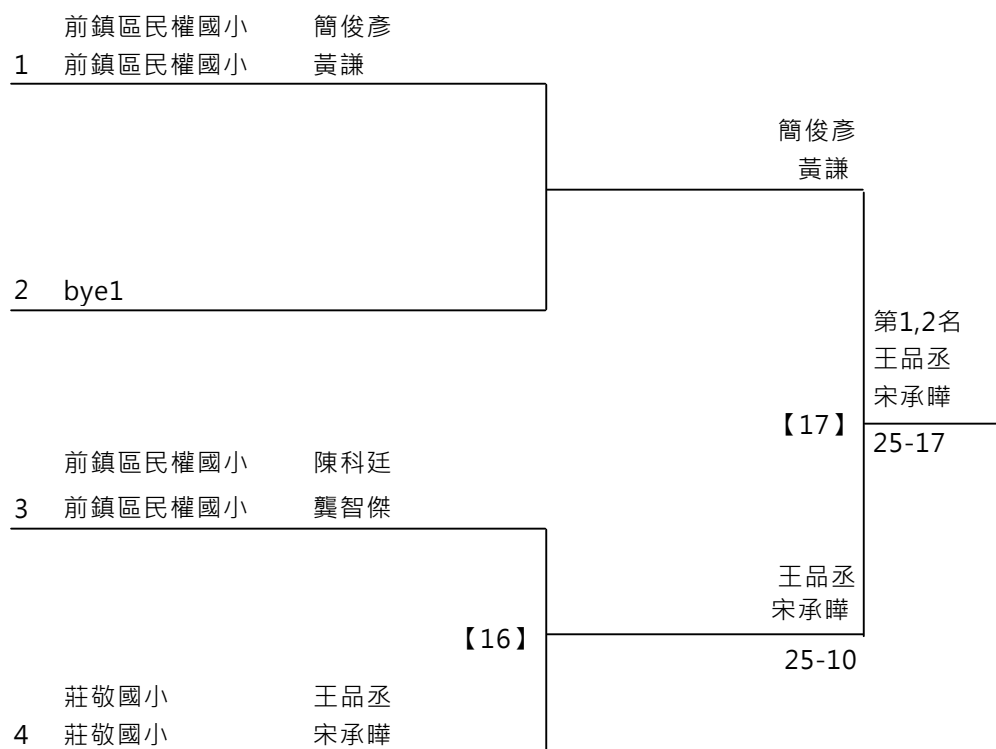 前鎮區民權國小 簡俊彥
1 前鎮區民權國小 黃謙
簡俊彥
黃謙
2 bye1
第1,2名
王品丞
宋承曄
【17】
25-17
前鎮區民權國小 陳科廷
3 前鎮區民權國小 龔智傑
王品丞
宋承曄
【16】
25-10
莊敬國小 王品丞
4 莊敬國小 宋承曄